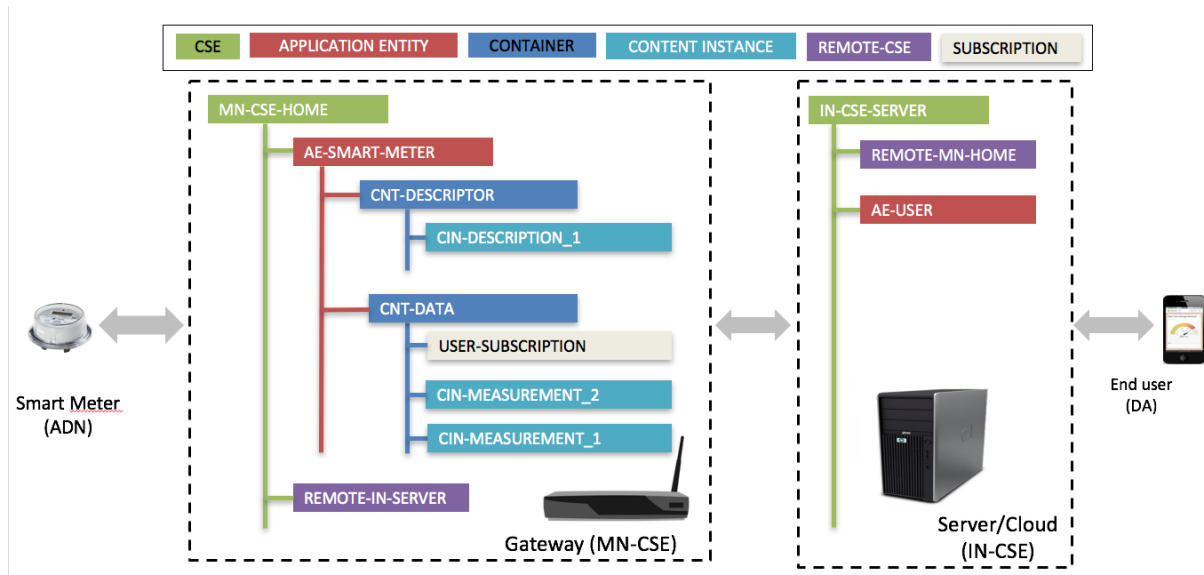 CSE
APPLICATION ENTITY
CONTAINER
CONTENT INSTANCE
REMOTE-CSE
SUBSCRIPTION
MN-CSE-HOME
AE-SMART-METER
CNT-DESCRIPTOR
CIN-DESCRIPTION_1
CNT-DATA
USER-SUBSCRIPTION
CIN-MEASUREMENT_2
CIN-MEASUREMENT_1
REMOTE-IN-SERVER
Gateway (MN-CSE)
IN-CSE-SERVER
REMOTE-MN-HOME
AE-USER
Server/Cloud
(IN-CSE)
Smart Meter
(ADN)
End user
(DA)